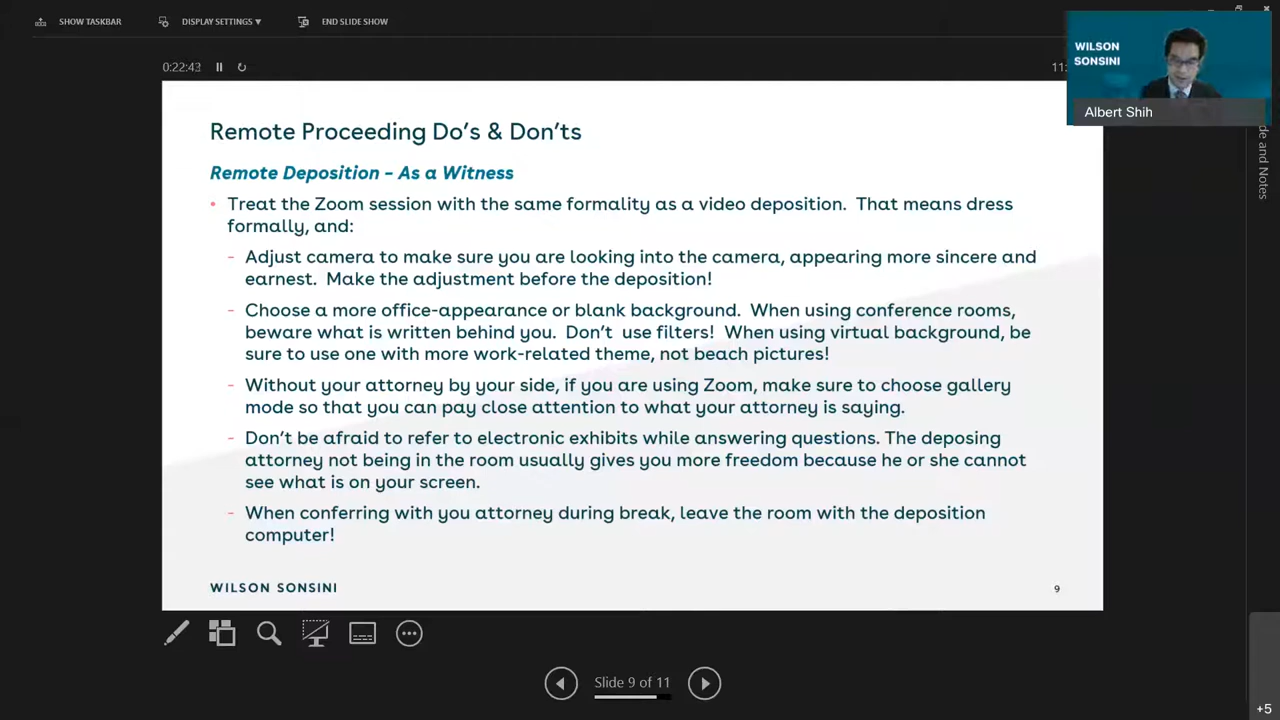 SHOW TASKBAR
DISPLAY SETTINGS ▾
END SLIDE SHOW
0:22:43
11:
WILSON
SONSINI
Albert Shih
de and Notes
Remote Proceeding Do's & Don'ts
Remote Deposition – As a Witness
• Treat the Zoom session with the same formality as a video deposition. That means dress
formally, and:
- Adjust camera to make sure you are looking into the camera, appearing more sincere and
earnest. Make the adjustment before the deposition!
- Choose a more office-appearance or blank background. When using conference rooms,
beware what is written behind you. Don't use filters! When using virtual background, be
sure to use one with more work-related theme, not beach pictures!
- Without your attorney by your side, if you are using Zoom, make sure to choose gallery
mode so that you can pay close attention to what your attorney is saying.
- Don't be afraid to refer to electronic exhibits while answering questions. The deposing
attorney not being in the room usually gives you more freedom because he or she cannot
see what is on your screen.
- When conferring with you attorney during break, leave the room with the deposition
computer!
WILSON SONSINI
9
Slide 9 of 11
+5